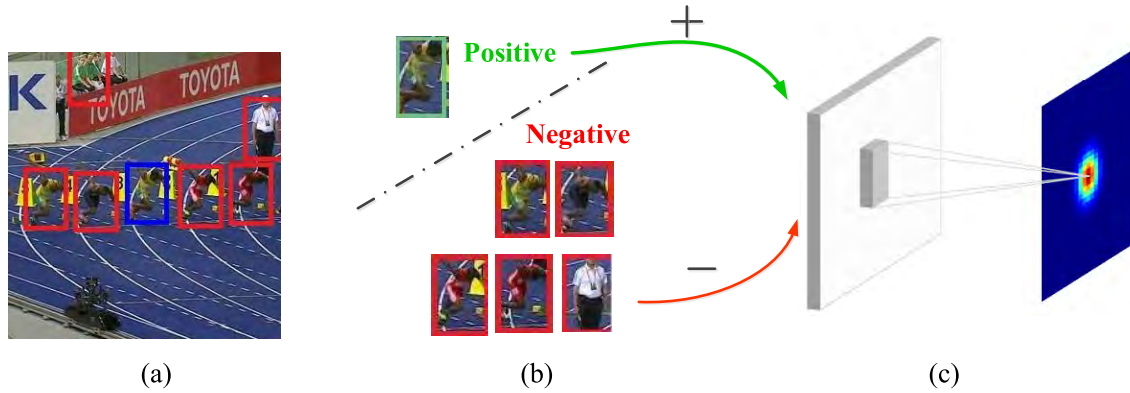 K
TOYOTA
TOYOTA
Positive
+
Negative
−
(a)
(b)
(c)